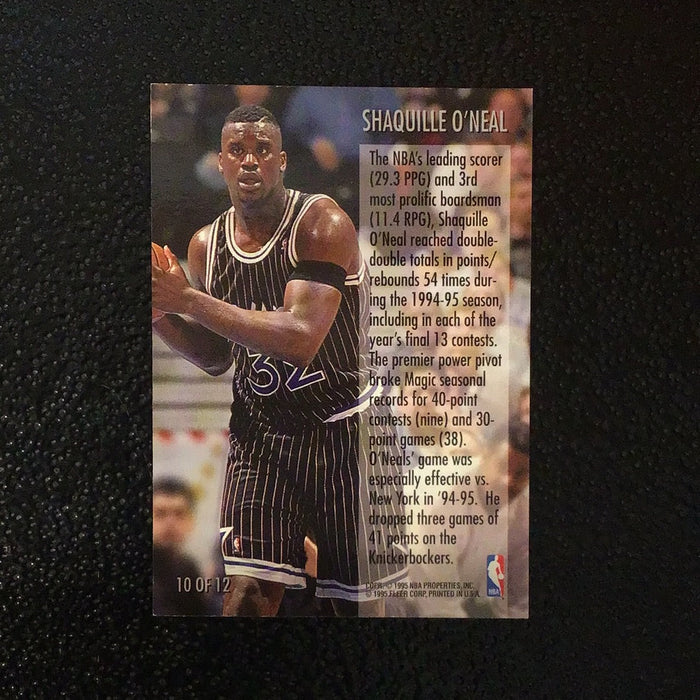 SHAQUILLE O'NEAL
The NBA's leading scorer
(29.3 PPG) and 3rd
most prolific boardsman
(11.4 RPG), Shaquille
O'Neal reached double-
double totals in points/
rebounds 54 times dur-
ing the 1994-95 season,
including in each of the
year's final 13 contests.
The premier power pivot
broke Magic seasonal
records for 40-point
contests (nine) and 30-
point games (38).
O'Neals' game was
especially effective vs.
New York in '94-95. He
dropped three games of
41 points on the
Knickerbockers.
32
10 OF 12
COPR. © 1995 NBA PROPERTIES, INC.
© 1995 FLEER CORP. PRINTED IN U.S.A.
NBA